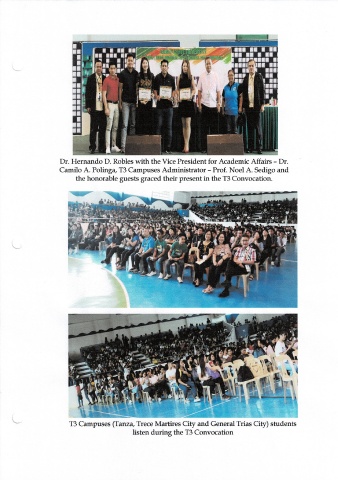 Dr. Hernando D. Robles with the Vice President for Academic Affairs – Dr.
Camilo A. Polinga, T3 Campuses Administrator – Prof. Noel A. Sedigo and
the honorable guests graced their present in the T3 Convocation.
T3 Campuses (Tanza, Trece Martires City and General Trias City) students
listen during the T3 Convocation